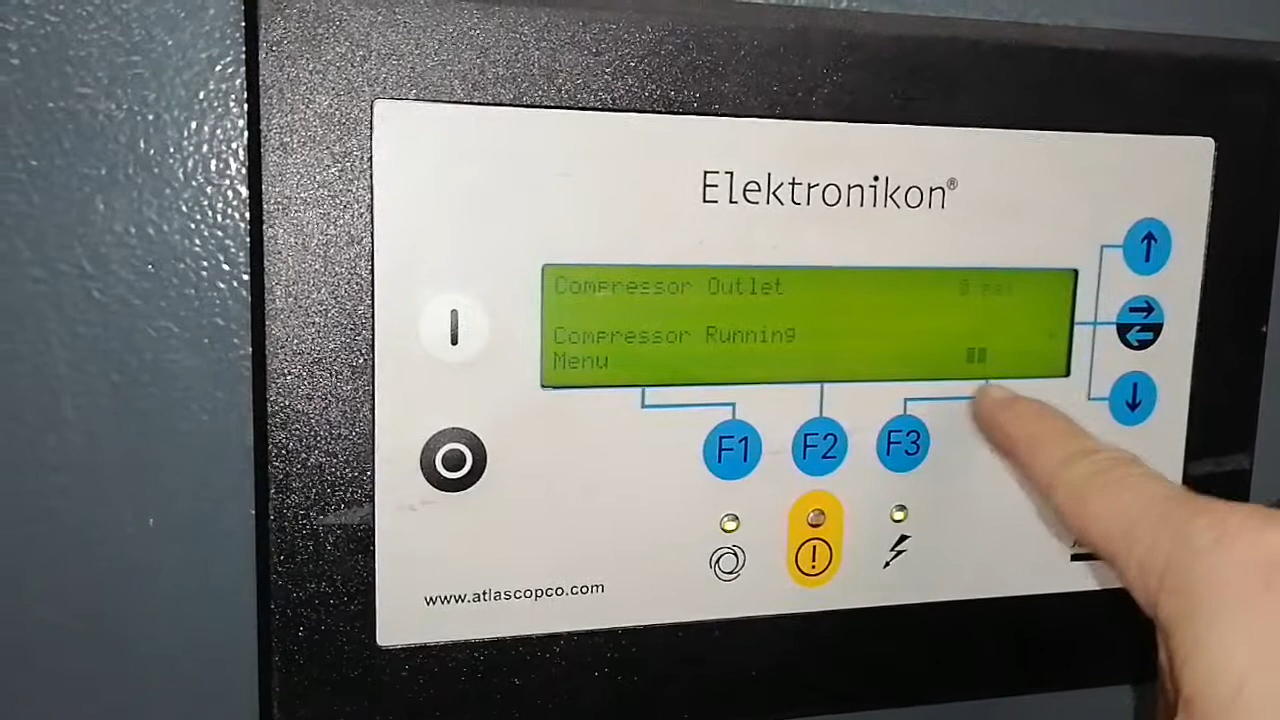 Elektronikon®
Compressor Outlet
Compressor Running
Menu
F1 F2 F3
www.atlascopco.com